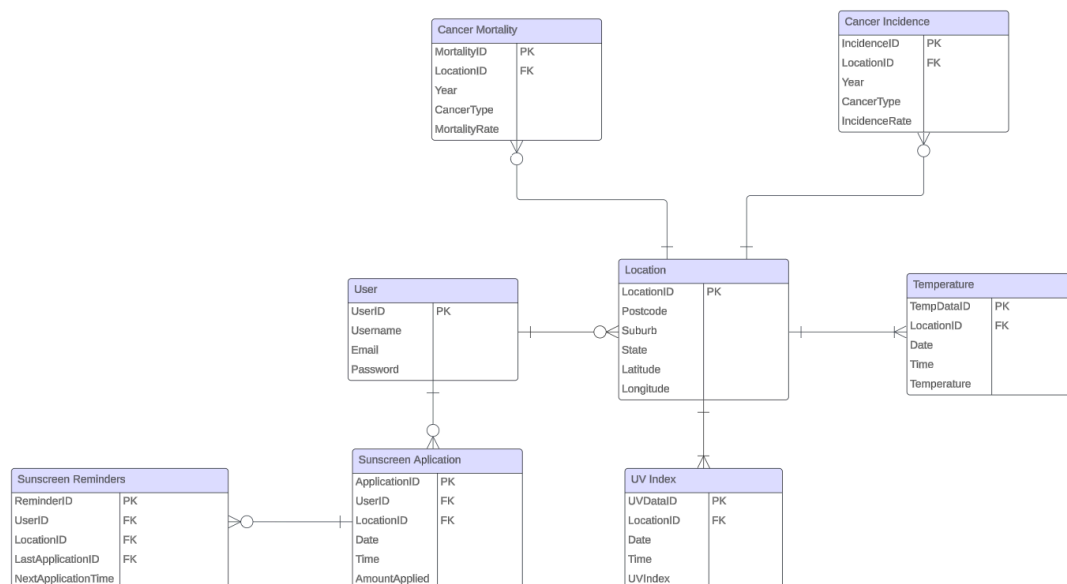 Cancer Mortality
MortalityID PK
LocationID FK
Year
CancerType
MortalityRate
Cancer Incidence
IncidenceID PK
LocationID FK
Year
CancerType
IncidenceRate
User
UserID PK
Username
Email
Password
Location
LocationID PK
Postcode
Suburb
State
Latitude
Longitude
Temperature
TempDataID PK
LocationID FK
Date
Time
Temperature
Sunscreen Reminders
ReminderID PK
UserID FK
LocationID FK
LastApplicationID FK
NextApplicationTime
Sunscreen Aplication
ApplicationID PK
UserID FK
LocationID FK
Date
Time
AmountApplied
UV Index
UVDataID PK
LocationID FK
Date
Time
UVIndex